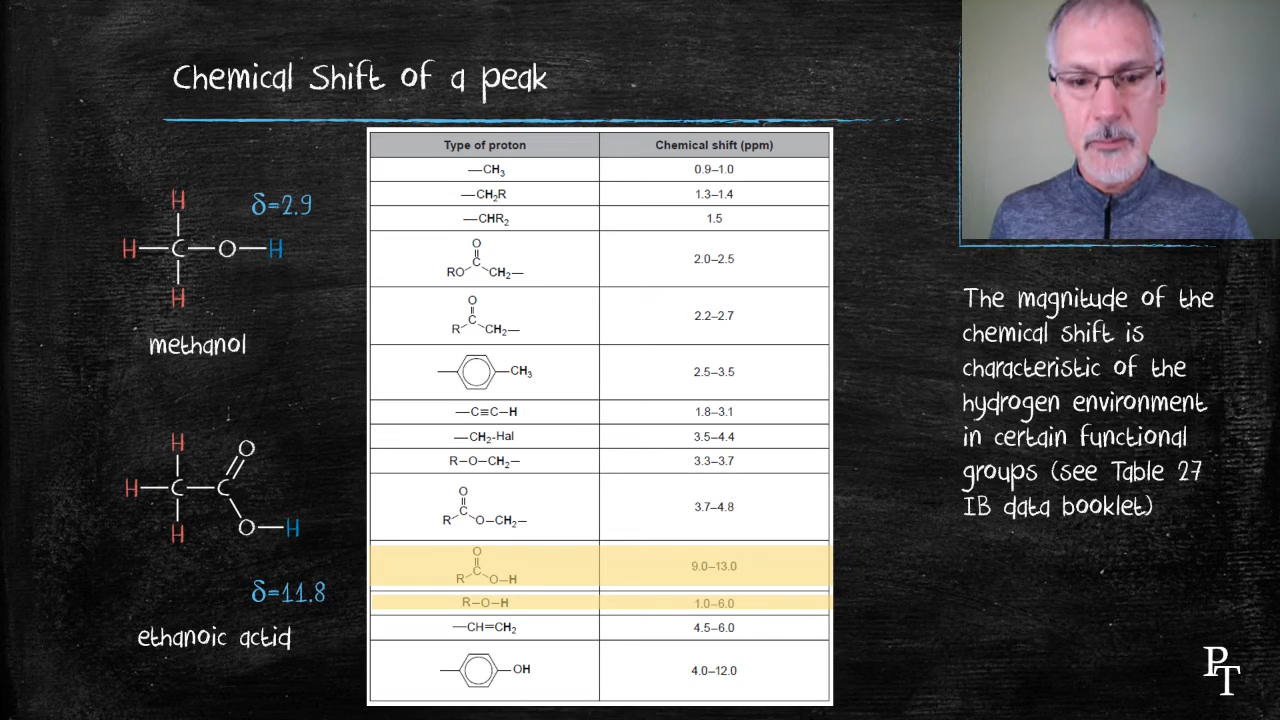 Chemical Shift of a peak
H
δ=2.9
H C O H
H
methanol
H
O
H C C
H
O H
δ=11.8
ethanoic actid
Type of proton Chemical shift (ppm)
—CH₃ 0.9–1.0
—CH₂R 1.3–1.4
—CHR₂ 1.5
O
C
RO CH₂— 2.0–2.5
O
C
R CH₂— 2.2–2.7
—CH₃ 2.5–3.5
—C≡C—H 1.8–3.1
—CH₂-Hal 3.5–4.4
R—O—CH₂— 3.3–3.7
O
C
R O—CH₂— 3.7–4.8
O
C
R O—H 9.0–13.0
R—O—H 1.0–6.0
—CH=CH₂ 4.5–6.0
—OH 4.0–12.0
The magnitude of the
chemical shift is
characteristic of the
hydrogen environment
in certain functional
groups (see Table 27
IB data booklet)
PT